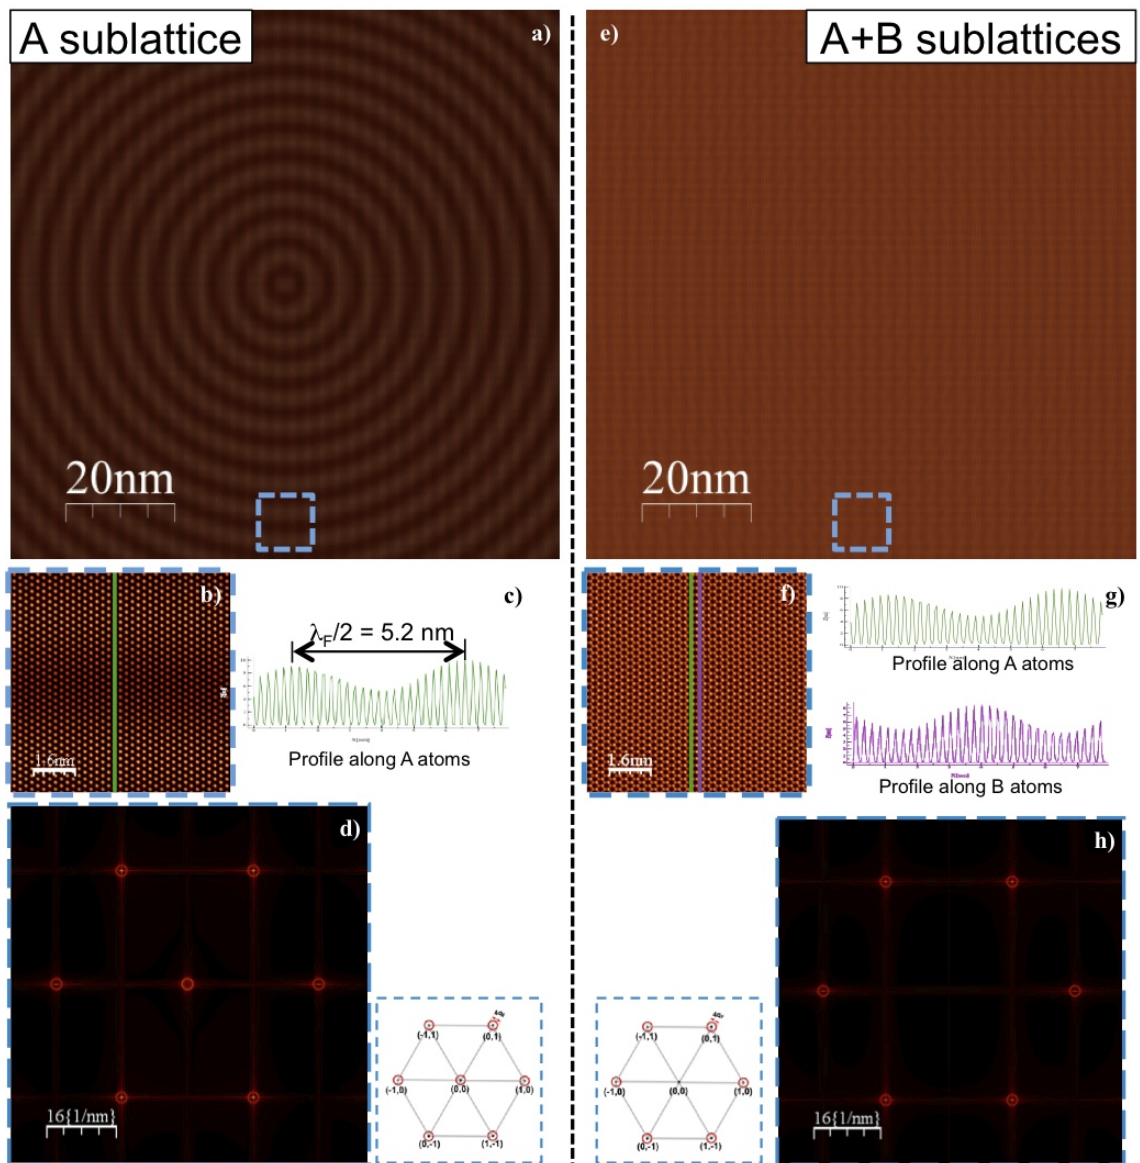 A sublattice
a)
e)
A+B sublattices
20nm
20nm
b)
1.6nm
c)
λF/2 = 5.2 nm
Profile along A atoms
f)
1.6nm
g)
Profile along A atoms
Profile along B atoms
d)
16{1/nm}
(-1,1)
(0,1)
(-1,0)
(0,0)
(1,0)
(0,-1)
(1,-1)
(-1,1)
(0,1)
(-1,0)
(0,0)
(1,0)
(0,-1)
(1,-1)
h)
16{1/nm}